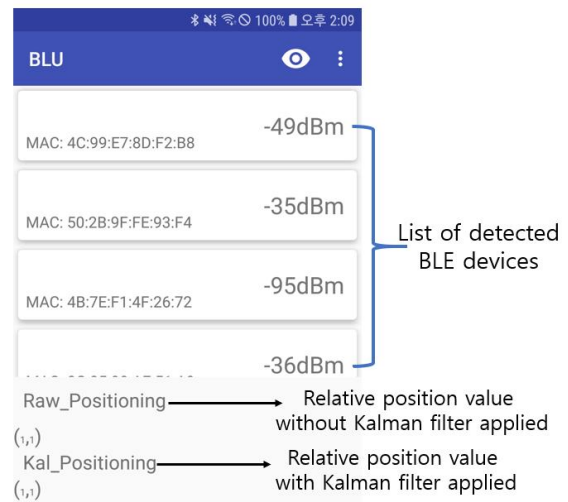 100% 오후 2:09
BLU
-49dBm
MAC: 4C:99:E7:8D:F2:B8
-35dBm
MAC: 50:2B:9F:FE:93:F4
-95dBm
MAC: 4B:7E:F1:4F:26:72
-36dBm
List of detected
BLE devices
Raw_Positioning
(1,1)
Relative position value
without Kalman filter applied
Kal_Positioning
(1,1)
Relative position value
with Kalman filter applied